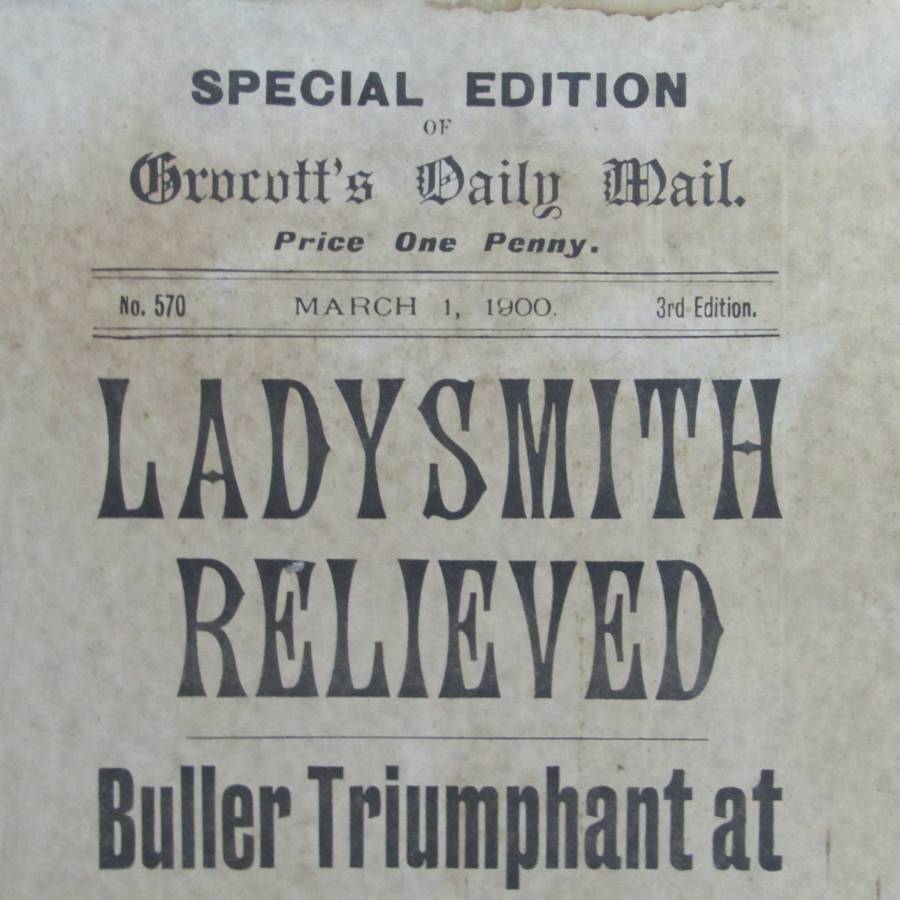 SPECIAL EDITION
OF
Grocott's Daily Mail.
Price One Penny.
No. 570 MARCH 1, 1900. 3rd Edition.
LADYSMITH
RELIEVED
Buller Triumphant at